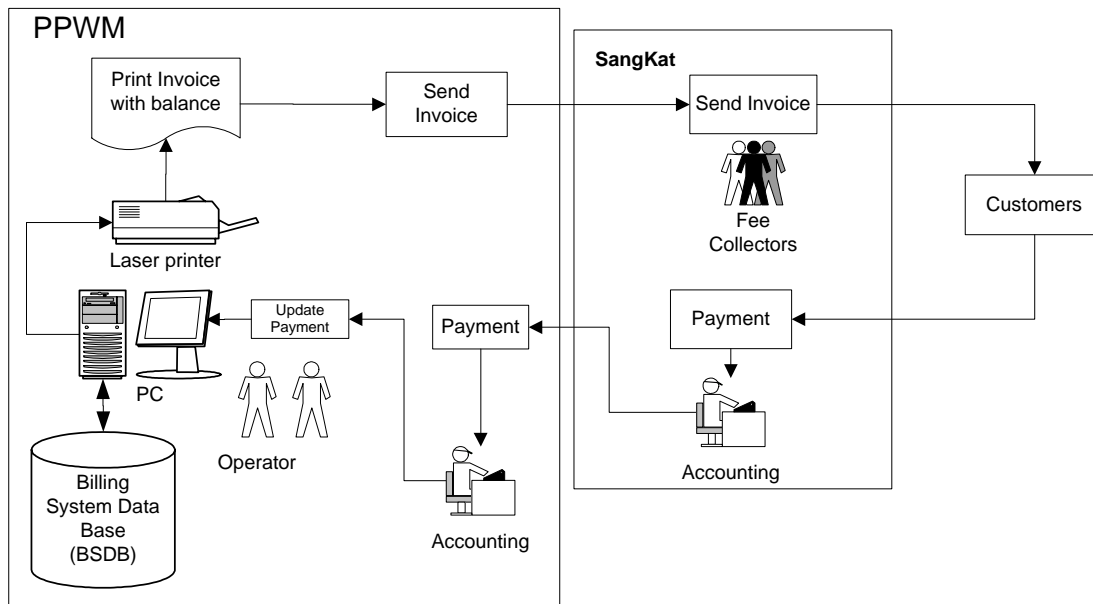 PPWM
Print Invoice
with balance
Send
Invoice
SangKat
Send Invoice
Fee
Collectors
Customers
Laser printer
Update
Payment
PC
Operator
Payment
Accounting
Payment
Accounting
Billing
System Data
Base
(BSDB)